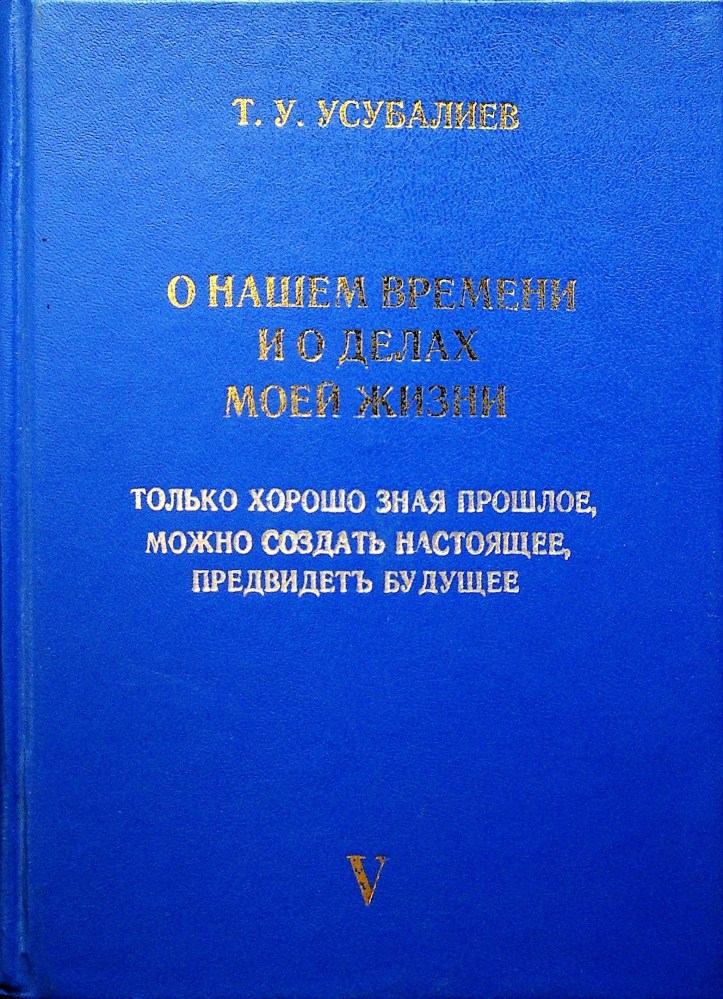 Т. У. УСУБАЛИЕВ
О НАШЕМ ВРЕМЕНИ
И О ДЕЛАХ
МОЕЙ ЖИЗНИ
ТОЛЬКО ХОРОШО ЗНАЯ ПРОШЛОЕ,
МОЖНО СОЗДАТЬ НАСТОЯЩЕЕ,
ПРЕДВИДЕТЪ БУДУЩЕЕ
V